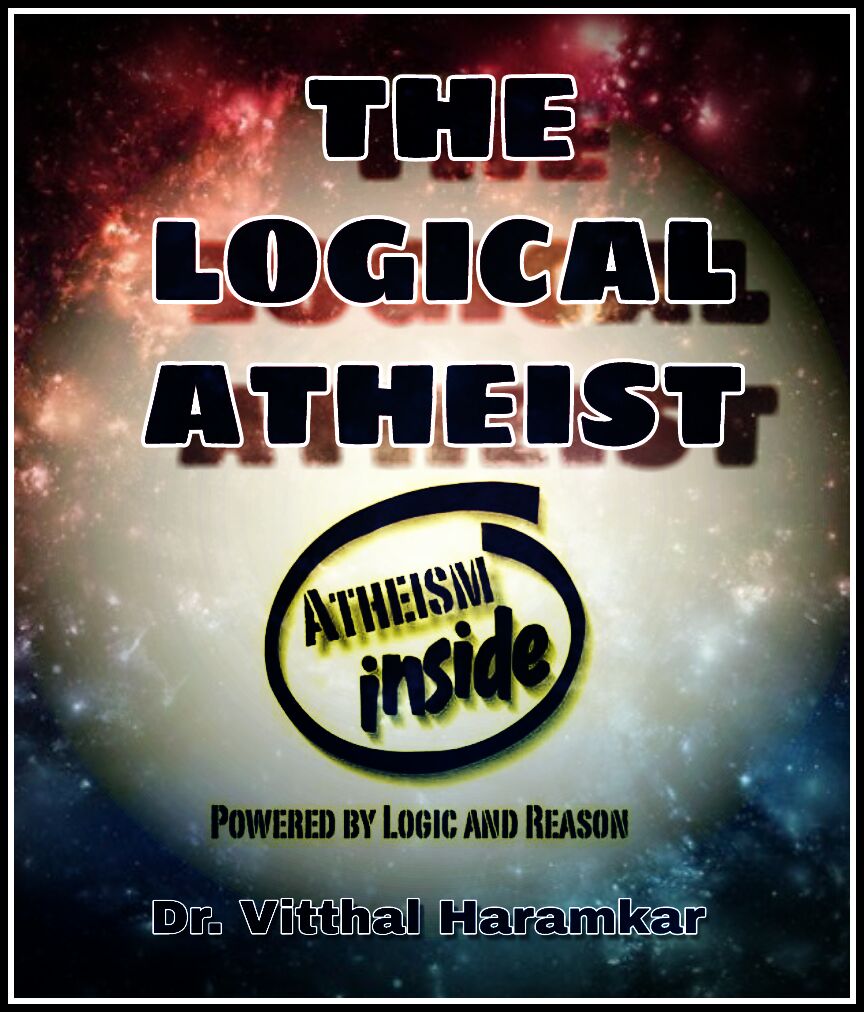 THE
LOGICAL
ATHEIST
ATHEISM
inside
POWERED BY LOGIC AND REASON
Dr. Vitthal Haramkar